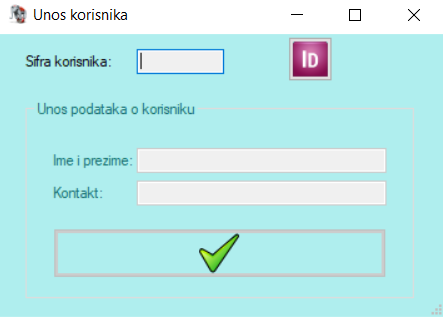 Unos korisnika
Sifra korisnika:
ID
Unos podataka o korisniku
Ime i prezime:
Kontakt: